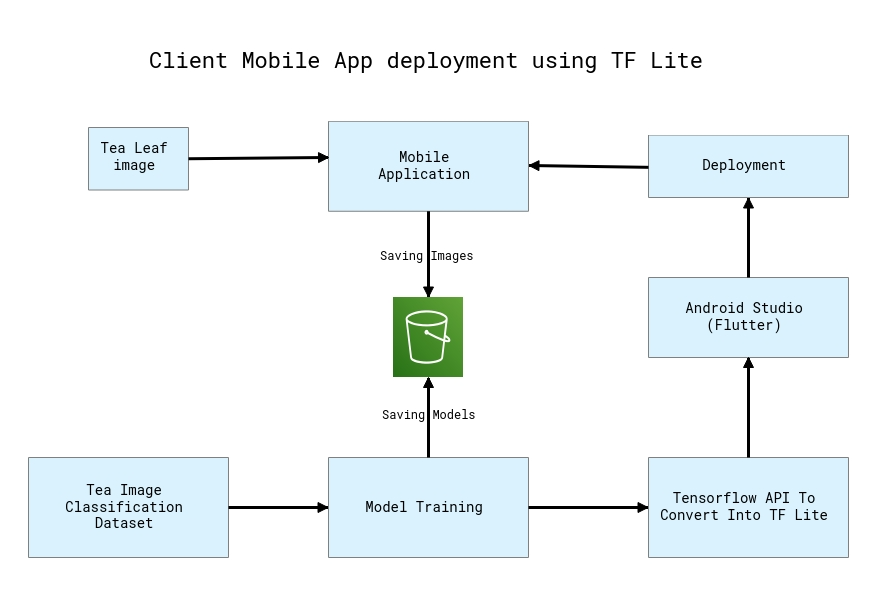 Client Mobile App deployment using TF Lite
Tea Leaf
image
Mobile
Application
Deployment
Saving Images
Android Studio
(Flutter)
Saving Models
Tea Image
Classification
Dataset
Model Training
Tensorflow API To
Convert Into TF Lite